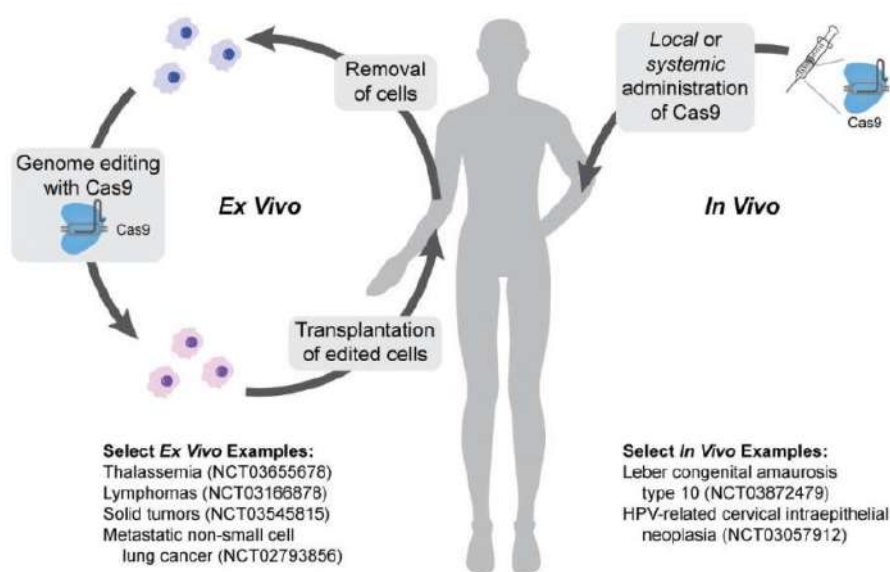 Removal
of cells
Local or
systemic
administration
of Cas9
Cas9
Genome editing
with Cas9
Cas9
Ex Vivo
In Vivo
Transplantation
of edited cells
Select Ex Vivo Examples:
Thalassemia (NCT03655678)
Lymphomas (NCT03166878)
Solid tumors (NCT03545815)
Metastatic non-small cell
lung cancer (NCT02793856)
Select In Vivo Examples:
Leber congenital amaurosis
type 10 (NCT03872479)
HPV-related cervical intraepithelial
neoplasia (NCT03057912)